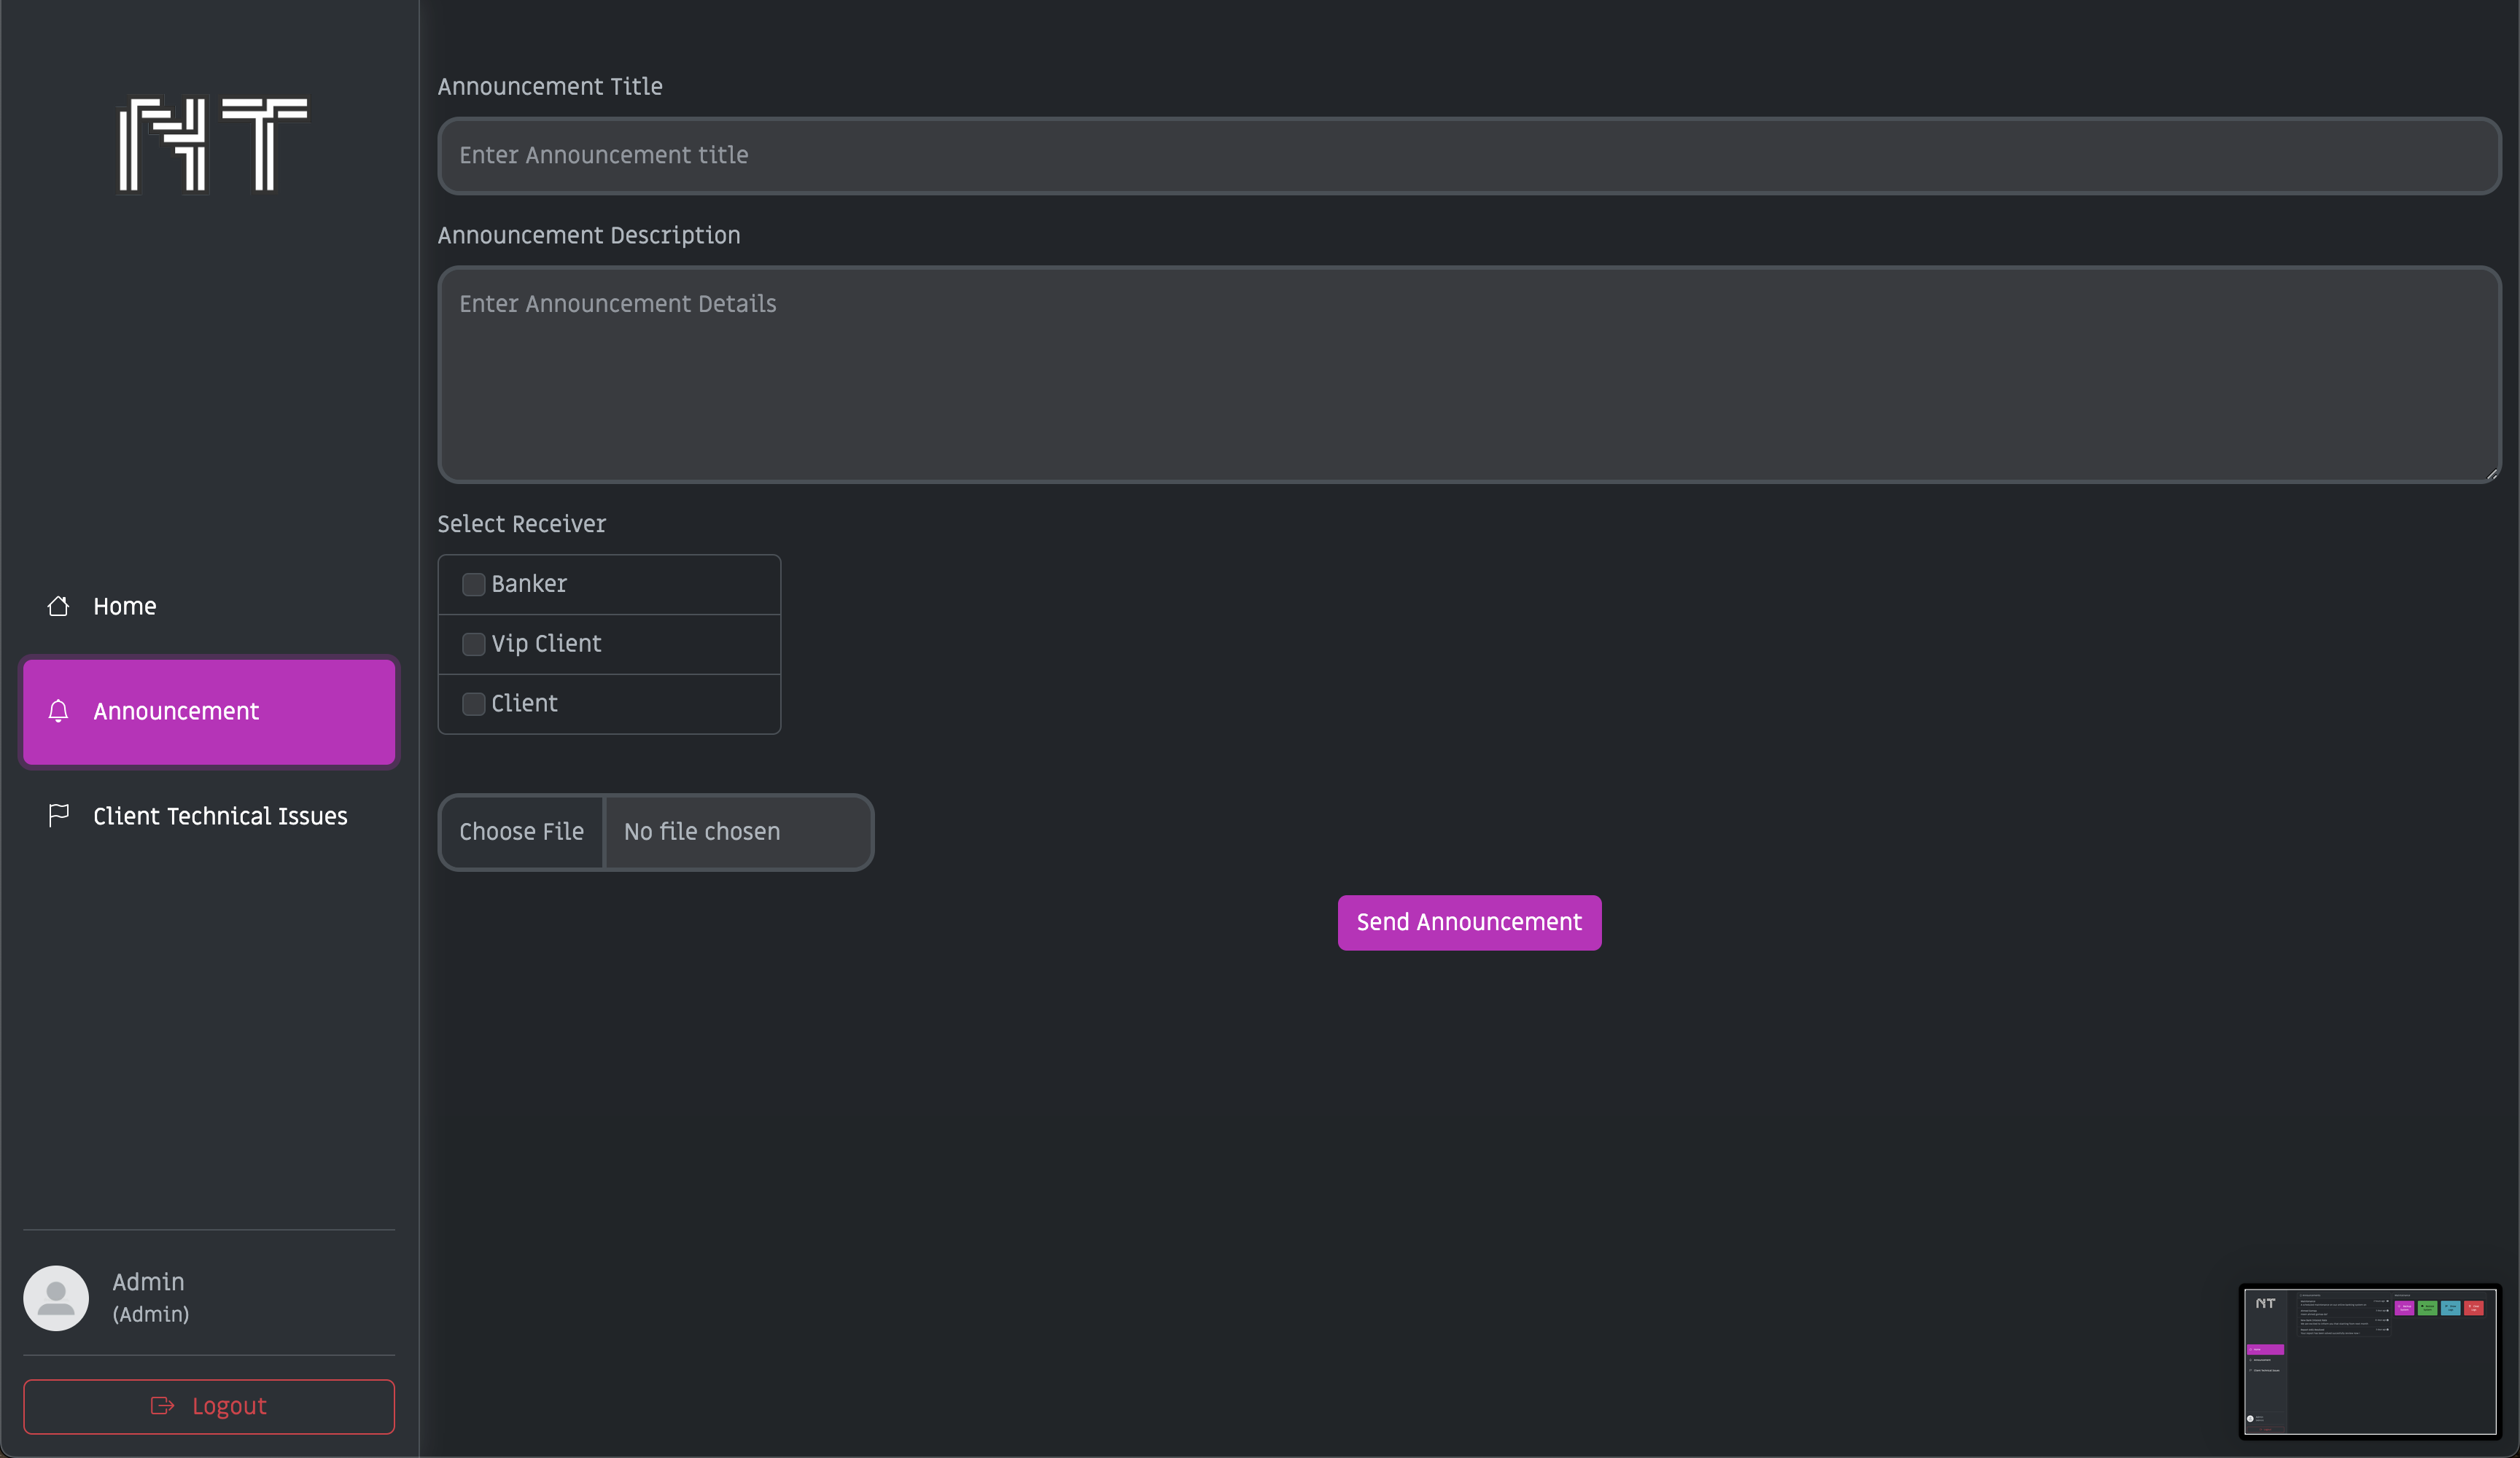 NT
Home
Announcement
Client Technical Issues
Admin
(Admin)
Logout
Announcement Title
Enter Announcement title
Announcement Description
Enter Announcement Details
Select Receiver
Banker
Vip Client
Client
Choose File
No file chosen
Send Announcement
NT